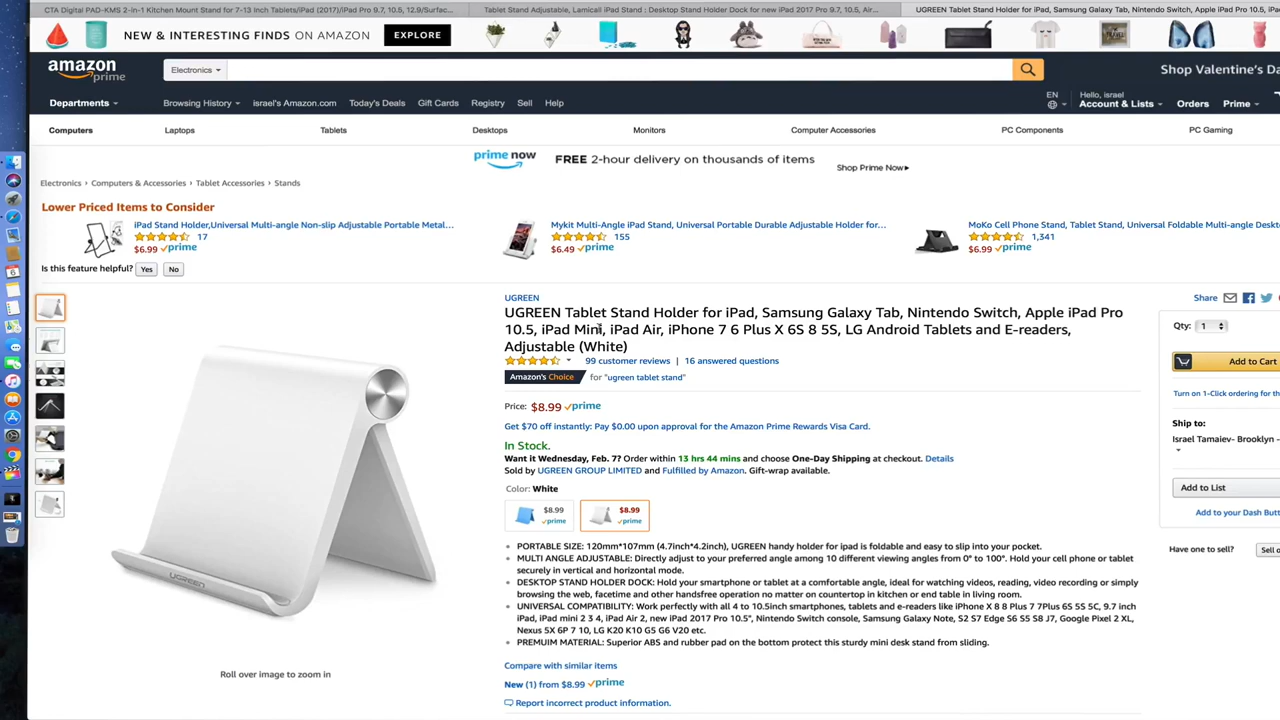 CTA Digital PAD-KMS 2-in-1 Kitchen Mount Stand for 7-13 Inch Tablets/iPad (2017)/iPad Pro 9.7, 10.5, 12.9/Surfac...
Tablet Stand Adjustable, Lamicall iPad Stand : Desktop Stand Holder Dock for new iPad 2017 Pro 9.7, 10.5, Air...
UGREEN Tablet Stand Holder for iPad, Samsung Galaxy Tab, Nintendo Switch, Apple iPad Pro 10.5, iPa
NEW & INTERESTING FINDS ON AMAZON
EXPLORE
amazon
prime
Electronics
Shop Valentine's Da
Departments
Browsing History
israel's Amazon.com
Today's Deals
Gift Cards
Registry
Sell
Help
EN
Hello, israel
Account & Lists
Orders
Prime
Computers
Laptops
Tablets
Desktops
Monitors
Computer Accessories
PC Components
PC Gaming
prime now
FREE 2-hour delivery on thousands of items
Shop Prime Now
Electronics › Computers & Accessories › Tablet Accessories › Stands
Lower Priced Items to Consider
iPad Stand Holder,Universal Multi-angle Non-slip Adjustable Portable Metal...
17
$6.99 prime
Mykit Multi-Angle iPad Stand, Universal Portable Durable Adjustable Holder for...
155
$6.49 prime
MoKo Cell Phone Stand, Tablet Stand, Universal Foldable Multi-angle Deskt
1,341
$6.99 prime
Is this feature helpful? Yes No
UGREEN
Share
UGREEN Tablet Stand Holder for iPad, Samsung Galaxy Tab, Nintendo Switch, Apple iPad Pro
10.5, iPad Mini, iPad Air, iPhone 7 6 Plus X 6S 8 5S, LG Android Tablets and E-readers,
Adjustable (White)
99 customer reviews | 16 answered questions
Amazon's Choice for "ugreen tablet stand"
Price: $8.99 prime
Get $70 off instantly: Pay $0.00 upon approval for the Amazon Prime Rewards Visa Card.
In Stock.
Want it Wednesday, Feb. 7? Order within 13 hrs 44 mins and choose One-Day Shipping at checkout. Details
Sold by UGREEN GROUP LIMITED and Fulfilled by Amazon. Gift-wrap available.
Color: White
$8.99
prime
$8.99
prime
PORTABLE SIZE: 120mm*107mm (4.7inch*4.2inch), UGREEN handy holder for ipad is foldable and easy to slip into your pocket.
MULTI ANGLE ADJUSTABLE: Directly adjust to your preferred angle among 10 different viewing angles from 0° to 100°. Hold your cell phone or tablet
securely in vertical and horizontal mode.
DESKTOP STAND HOLDER DOCK: Hold your smartphone or tablet at a comfortable angle, ideal for watching videos, reading, video recording or simply
browsing the web, facetime and other handsfree operation no matter on countertop in kitchen or end table in living room.
UNIVERSAL COMPATIBILITY: Work perfectly with all 4 to 10.5inch smartphones, tablets and e-readers like iPhone X 8 8 Plus 7 7Plus 6S 5S 5C, 9.7 inch
iPad, iPad mini 2 3 4, iPad Air 2, new iPad 2017 Pro 10.5", Nintendo Switch console, Samsung Galaxy Note, S2 S7 Edge S6 S5 S8 J7, Google Pixel 2 XL,
Nexus 5X 6P 7 10, LG K20 K10 G5 G6 V20 etc.
PREMUIM MATERIAL: Superior ABS and rubber pad on the bottom protect this sturdy mini desk stand from sliding.
Compare with similar items
New (1) from $8.99 prime
Report incorrect product information.
UGREEN
Roll over image to zoom in
Qty: 1
Add to Cart
Turn on 1-Click ordering for th
Ship to:
Israel Tamaiev- Brooklyn -
Add to List
Add to your Dash Butt
Have one to sell?
Sell o